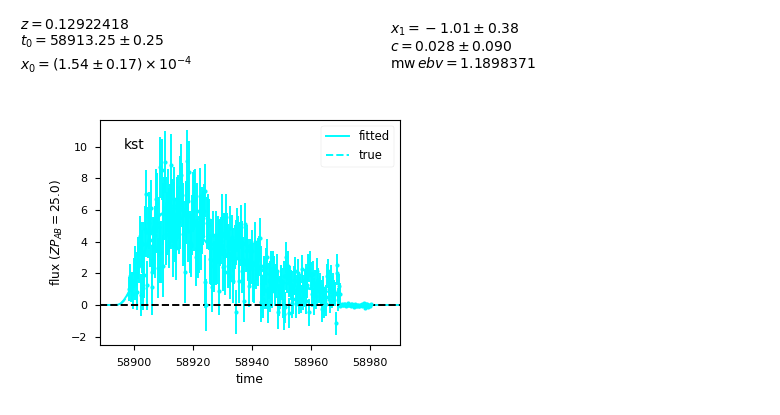 z = 0.12922418
t₀ = 58913.25 ± 0.25
x₀ = (1.54 ± 0.17) × 10⁻⁴
x₁ = −1.01 ± 0.38
c = 0.028 ± 0.090
mw ebv = 1.1898371
kst
fitted
true
flux (ZP_AB = 25.0)
10
8
6
4
2
0
−2
58900 58920 58940 58960 58980
time